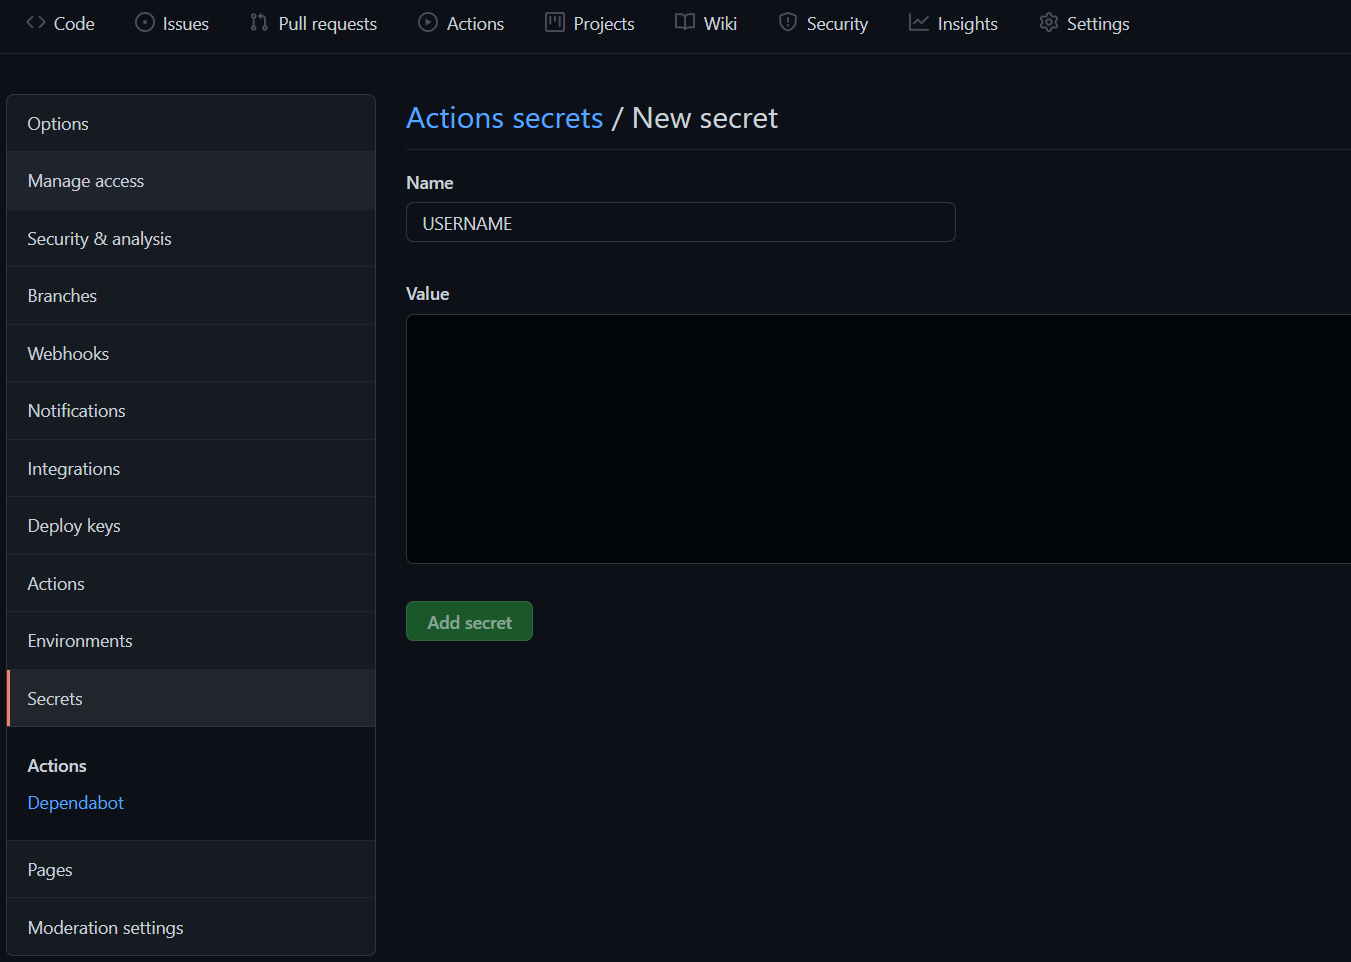 Code Issues Pull requests Actions Projects Wiki Security Insights Settings
Options
Manage access
Security & analysis
Branches
Webhooks
Notifications
Integrations
Deploy keys
Actions
Environments
Secrets
Actions
Dependabot
Pages
Moderation settings
Actions secrets / New secret
Name
USERNAME
Value
Add secret